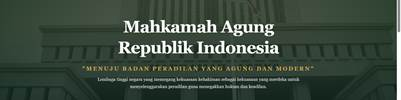 Mahkamah Agung
Republik Indonesia
"MENUJU BADAN PERADILAN YANG AGUNG DAN MODERN"
Lembaga tinggi negara yang memegang kekuasaan kehakiman sebagai kekuasaan yang merdeka untuk
menyelenggarakan peradilan guna menegakkan hukum dan keadilan.